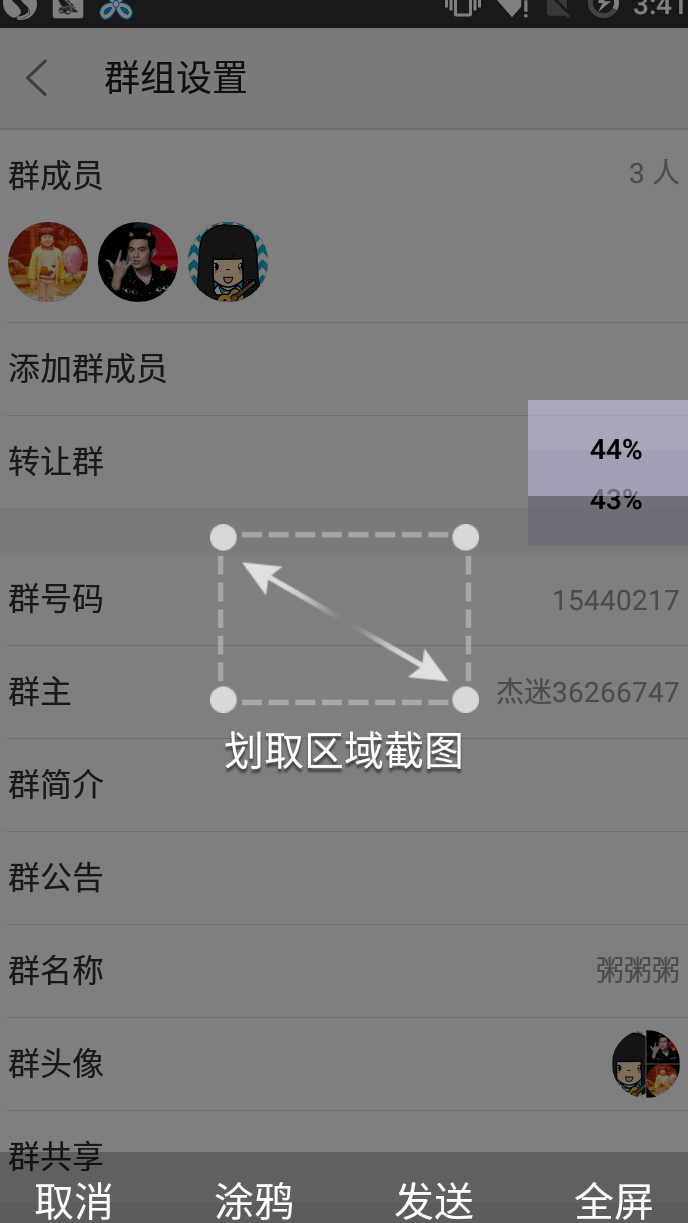 3:41
群组设置
群成员
3 人
添加群成员
转让群
44%
43%
群号码
15440217
群主
杰迷36266747
划取区域截图
群简介
群公告
群名称
粥粥粥
群头像
群共享
取消
涂鸦
发送
全屏